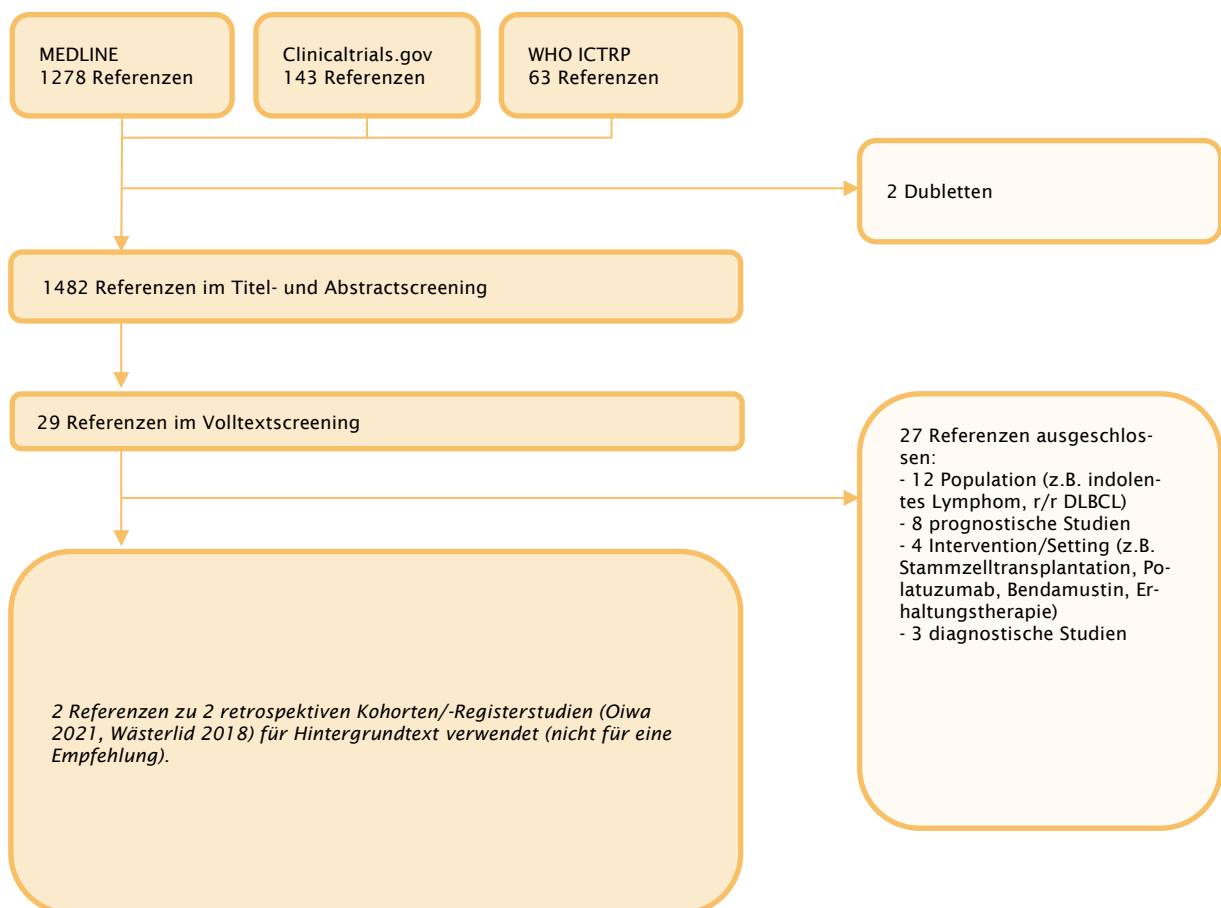 MEDLINE
1278 Referenzen
Clinicaltrials.gov
143 Referenzen
WHO ICTRP
63 Referenzen
2 Dubletten
1482 Referenzen im Titel- und Abstractscreening
29 Referenzen im Volltextscreening
27 Referenzen ausgeschlos-
sen:
- 12 Population (z.B. indolen-
tes Lymphom, r/r DLBCL)
- 8 prognostische Studien
- 4 Intervention/Setting (z.B.
Stammzelltransplantation, Po-
latuzumab, Bendamustin, Er-
haltungstherapie)
- 3 diagnostische Studien
2 Referenzen zu 2 retrospektiven Kohorten/-Registerstudien (Oiwa
2021, Wästerlid 2018) für Hintergrundtext verwendet (nicht für eine
Empfehlung).